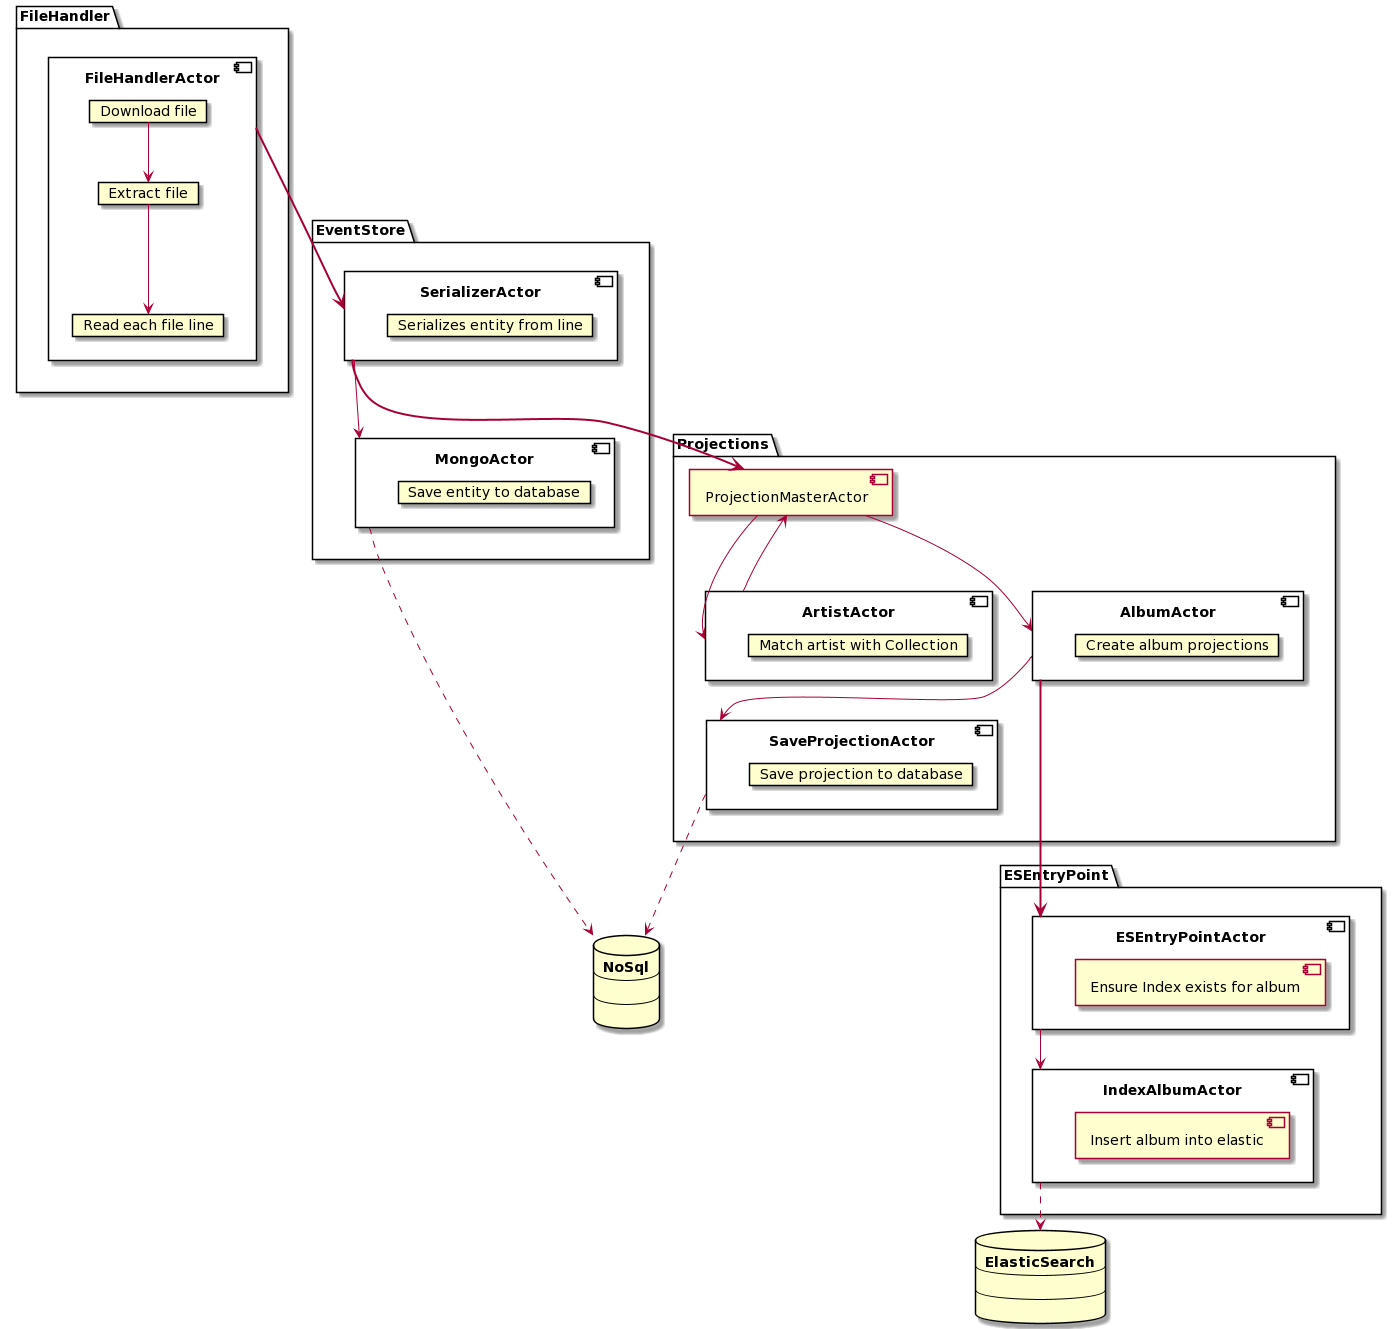 FileHandler
FileHandlerActor
Download file
Extract file
Read each file line
EventStore
SerializerActor
Serializes entity from line
MongoActor
Save entity to database
Projections
ProjectionMasterActor
ArtistActor
Match artist with Collection
AlbumActor
Create album projections
SaveProjectionActor
Save projection to database
ESEntryPoint
ESEntryPointActor
Ensure Index exists for album
NoSql
IndexAlbumActor
Insert album into elastic
ElasticSearch